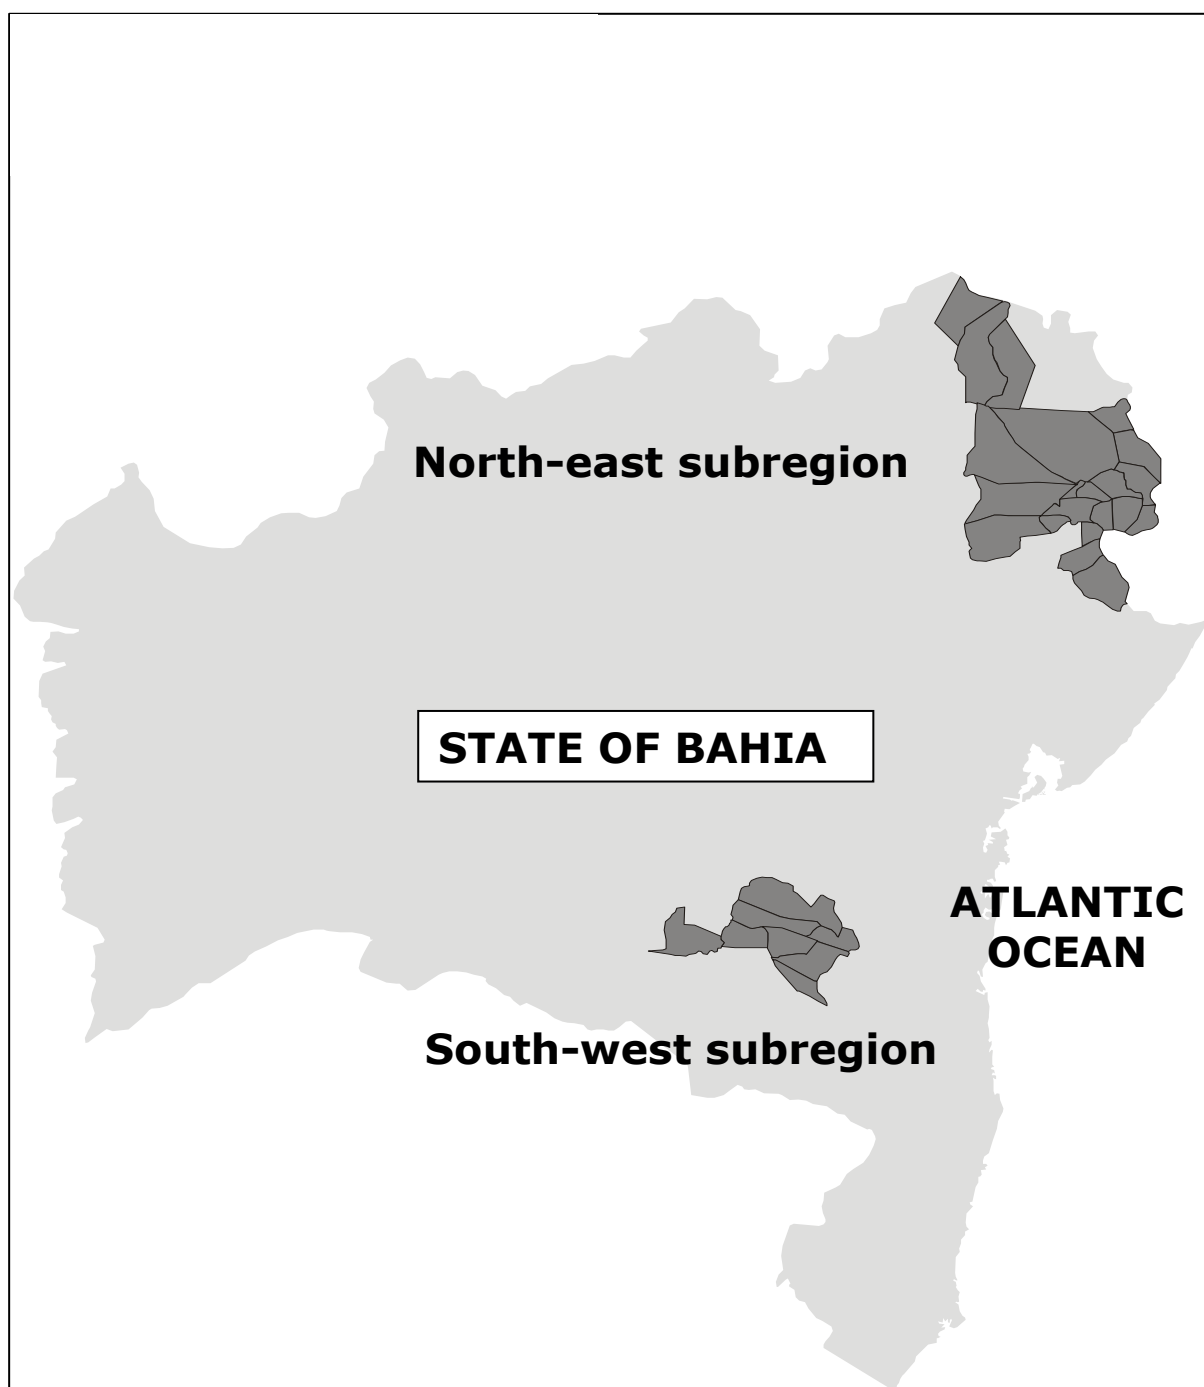 North-east subregion
STATE OF BAHIA
ATLANTIC
OCEAN
South-west subregion